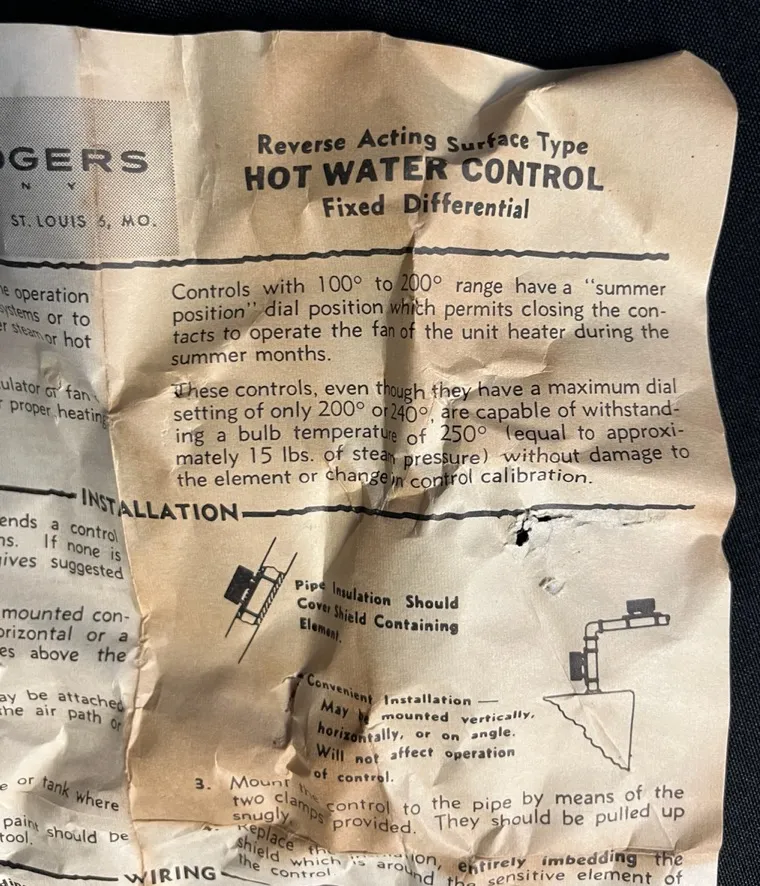 OGERS
N Y
ST. LOUIS 5, MO.
Reverse Acting Surface Type
HOT WATER CONTROL
Fixed Differential
operation
or to
or hot
fan
proper heating
Controls with 100° to 200° range have a "summer
position" dial position which permits closing the con-
tacts to operate the fan of the unit heater during the
summer months.
These controls, even though they have a maximum dial
setting of only 200° or 240°, are capable of withstand-
ing a bulb temperature of 250° (equal to approxi-
mately 15 lbs. of steam pressure) without damage to
the element or change in control calibration.
INSTALLATION
ends a control
ns. If none is
gives suggested
mounted con-
orizontal or a
es above the
ay be attached
the air path or
or tank where
paint should be
tool.
Pipe Insulation Should
Cover Shield Containing
Element.
Convenient Installation —
May be mounted vertically,
horizontally, or on angle.
Will not affect operation
of control.
3. Mount the control to the pipe by means of the
two clamps provided. They should be pulled up
snugly.
Replace the entirely imbedding the
shield which is around the sensitive element of
the control
WIRING